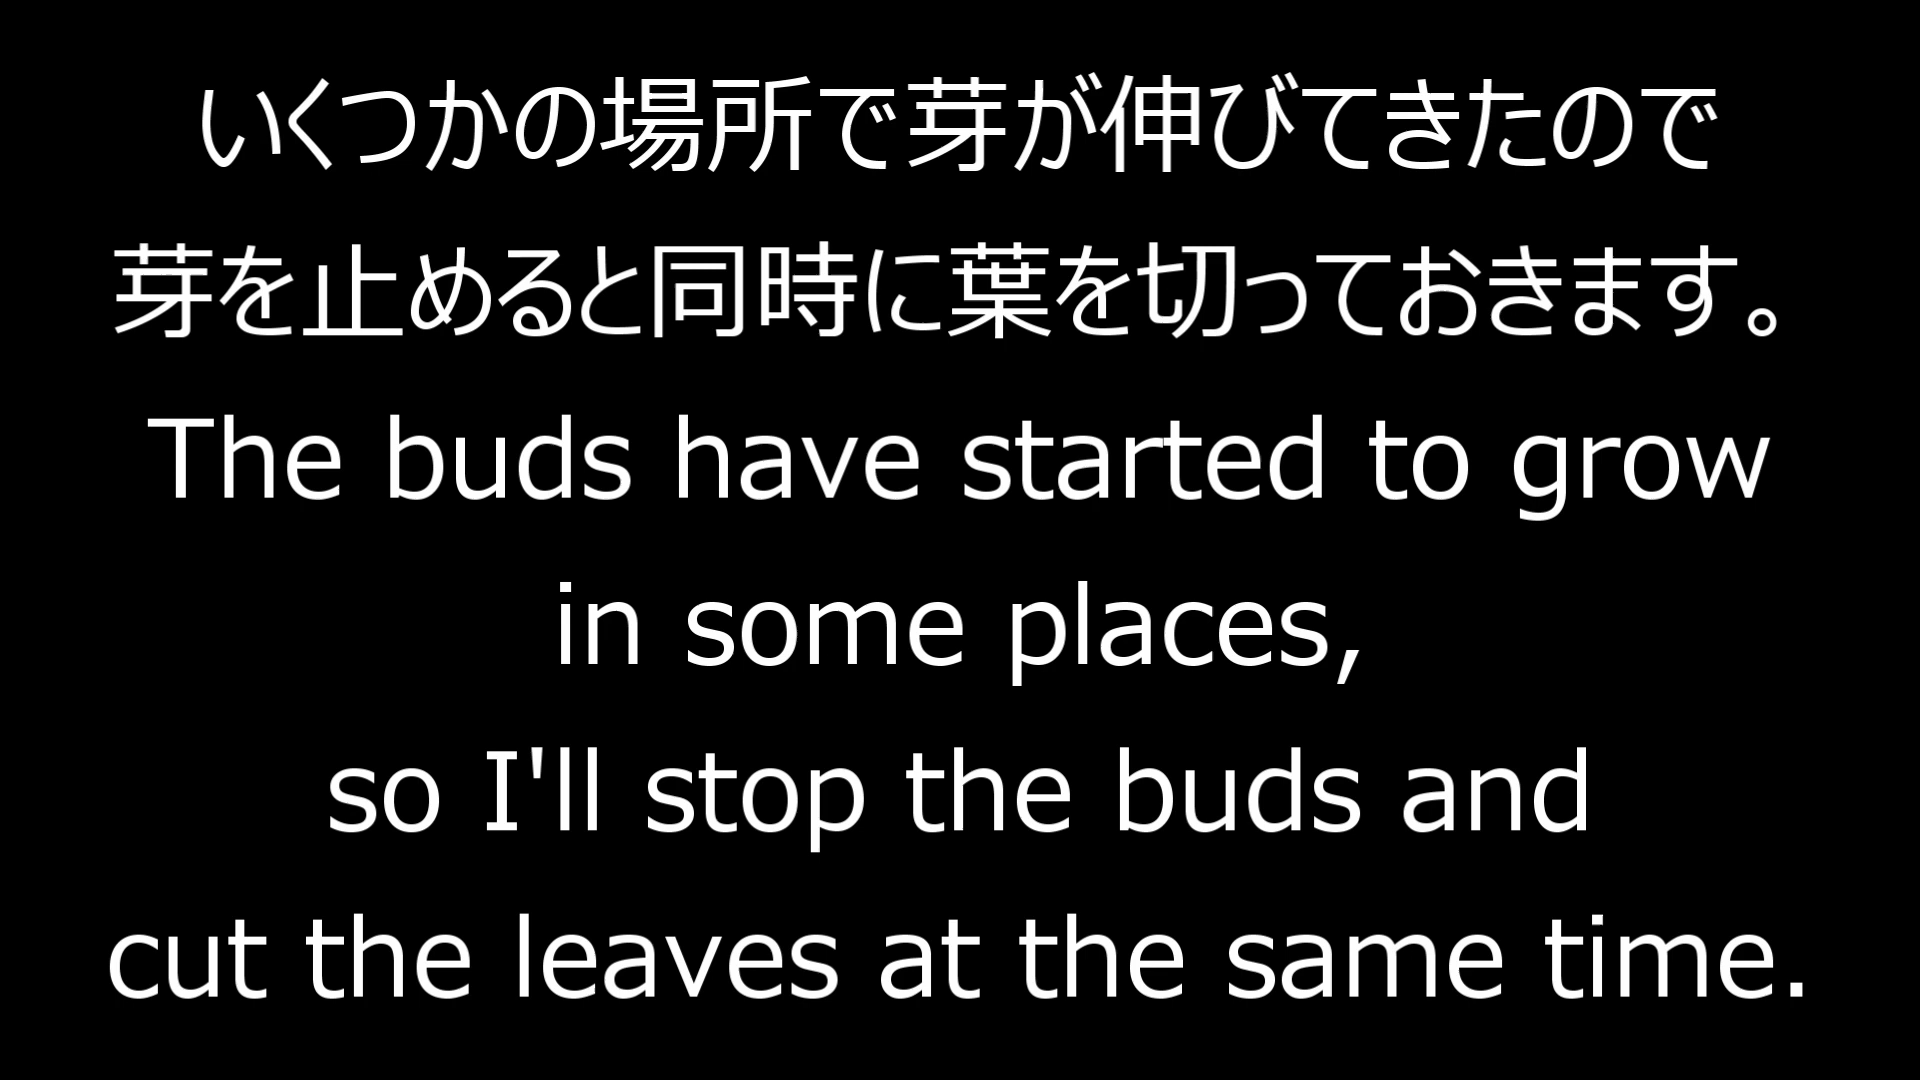 いくつかの場所で芽が伸びてきたので
芽を止めると同時に葉を切っておきます。
The buds have started to grow
in some places,
so I'll stop the buds and
cut the leaves at the same time.